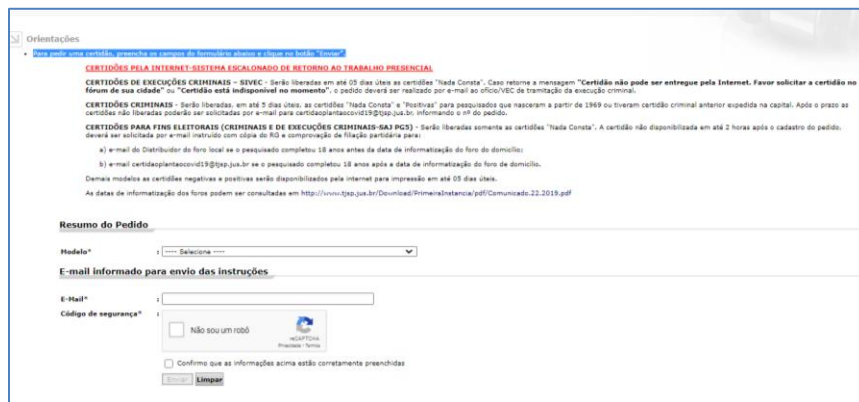 Orientações
Para pedir uma certidão, preencha os campos do formulário abaixo e clique no botão "Enviar".
CERTIDÕES PELA INTERNET-SISTEMA ESCALONADO DE RETORNO AO TRABALHO PRESENCIAL
CERTIDÕES DE EXECUÇÕES CRIMINAIS – SIVEC - Serão liberadas em até 05 dias úteis as certidões "Nada Consta". Caso retorne a mensagem "Certidão não pode ser entregue pela Internet. Favor solicitar a certidão no
fórum de sua cidade" ou "Certidão está indisponível no momento", o pedido deverá ser realizado por e-mail ao ofício/VEC de tramitação da execução criminal.
CERTIDÕES CRIMINAIS - Serão liberadas, em até 5 dias úteis, as certidões "Nada Consta" e "Positivas" para pesquisados que nasceram a partir de 1969 ou tiveram certidão criminal anterior expedida na capital. Após o prazo as
certidões não liberadas poderão ser solicitadas por e-mail para certidaoplantaocovid19@tjsp.jus.br, informando o nº do pedido.
CERTIDÕES PARA FINS ELEITORAIS (CRIMINAIS E DE EXECUÇÕES CRIMINAIS-SAJ PG5) - Serão liberadas somente as certidões "Nada Consta". A certidão não disponibilizada em até 2 horas após o cadastro do pedido,
deverá ser solicitada por e-mail instruído com cópia do RG e comprovação de filiação partidária para:
a) e-mail do Distribuidor do foro local se o pesquisado completou 18 anos antes da data de informatização do foro do domicílio;
b) e-mail certidaoplantaocovid19@tjsp.jus.br se o pesquisado completou 18 anos após a data de informatização do foro de domicílio.
Demais modelos as certidões negativas e positivas serão disponibilizados pela internet para impressão em até 05 dias úteis.
As datas de informatização dos foros podem ser consultadas em http://www.tjsp.jus.br/Download/PrimeiraInstancia/pdf/Comunicado.22.2019.pdf
Resumo do Pedido
Modelo* : ---- Selecione ----
E-mail informado para envio das instruções
E-Mail* :
Código de segurança* :
Não sou um robô
reCAPTCHA
Privacidade - Termos
Confirmo que as informações acima estão corretamente preenchidas
Enviar Limpar